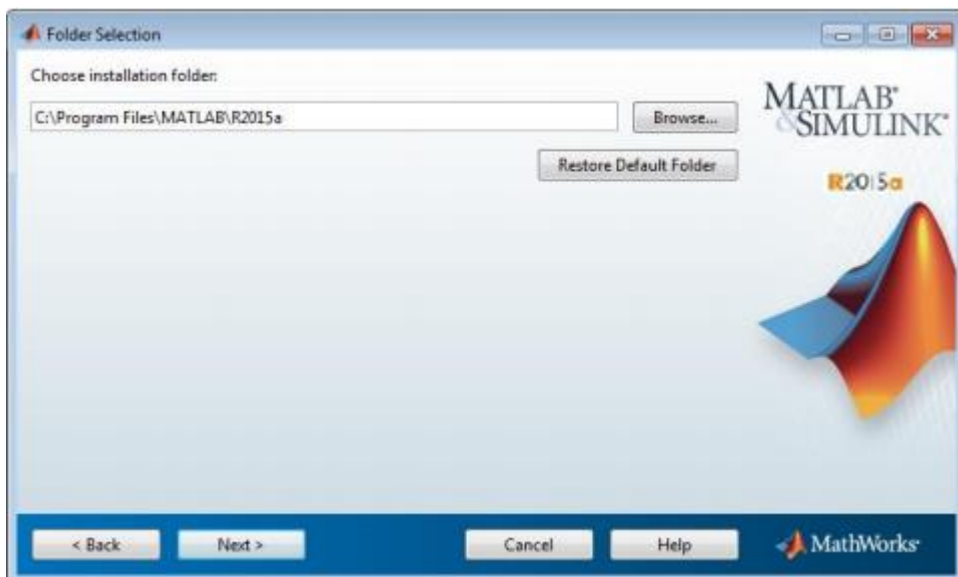 Folder Selection
Choose installation folder:
C:\Program Files\MATLAB\R2015a
Browse...
Restore Default Folder
MATLAB®
&SIMULINK®
R2015a
< Back
Next >
Cancel
Help
MathWorks®